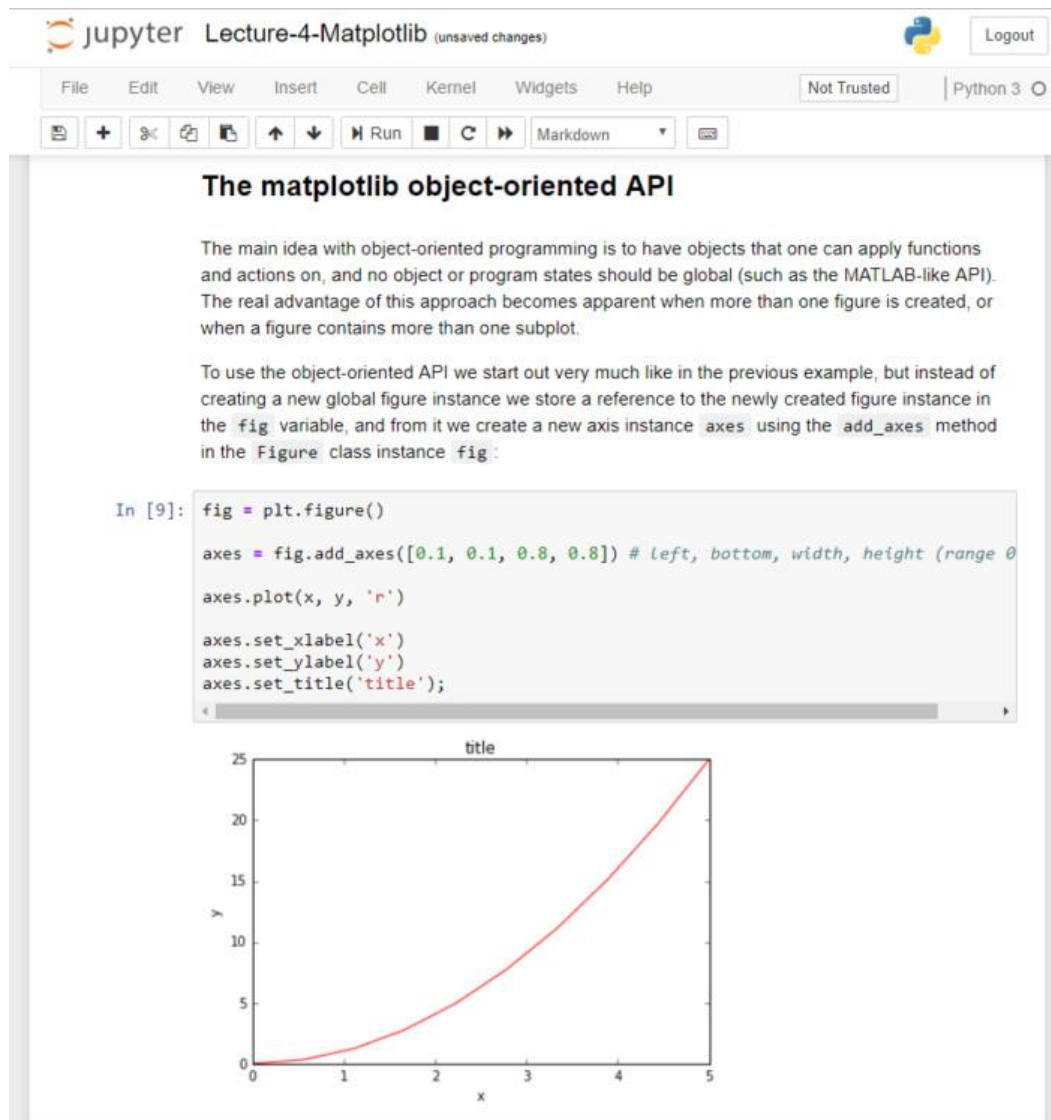 jupyter Lecture-4-Matplotlib (unsaved changes)
Logout
File Edit View Insert Cell Kernel Widgets Help Not Trusted Python 3
Run Markdown
The matplotlib object-oriented API
The main idea with object-oriented programming is to have objects that one can apply functions
and actions on, and no object or program states should be global (such as the MATLAB-like API).
The real advantage of this approach becomes apparent when more than one figure is created, or
when a figure contains more than one subplot.
To use the object-oriented API we start out very much like in the previous example, but instead of
creating a new global figure instance we store a reference to the newly created figure instance in
the fig variable, and from it we create a new axis instance axes using the add_axes method
in the Figure class instance fig:
In [9]: fig = plt.figure()
axes = fig.add_axes([0.1, 0.1, 0.8, 0.8]) # left, bottom, width, height (range 0
axes.plot(x, y, 'r')
axes.set_xlabel('x')
axes.set_ylabel('y')
axes.set_title('title');
title
25
20
15
y
10
5
0
0 1 2 3 4 5
x